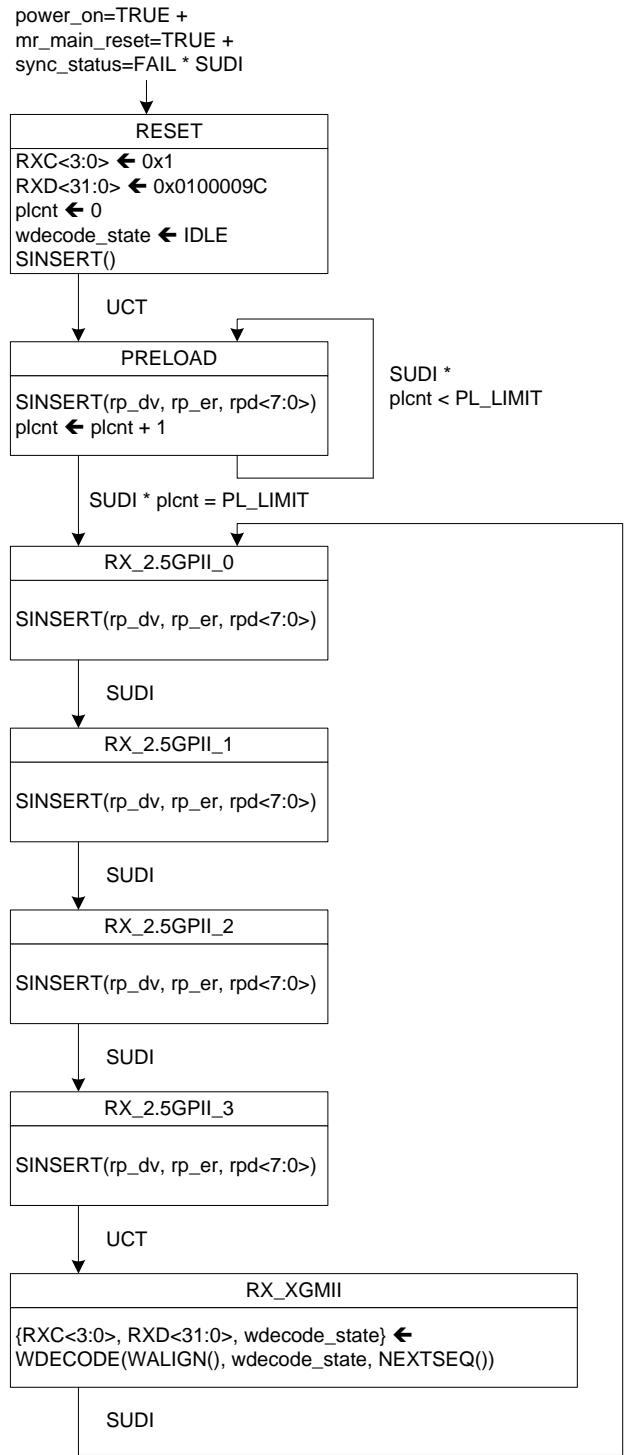 power_on=TRUE +
mr_main_reset=TRUE +
sync_status=FAIL * SUDI
RESET
RXC<3:0> 🡸 0x1
RXD<31:0> 🡸 0x0100009C
plcnt 🡸 0
wdecode_state 🡸 IDLE
SINSERT()
UCT
PRELOAD
SINSERT(rp_dv, rp_er, rpd<7:0>)
plcnt 🡸 plcnt + 1
SUDI *
plcnt < PL_LIMIT
SUDI * plcnt = PL_LIMIT
RX_2.5GPII_0
SINSERT(rp_dv, rp_er, rpd<7:0>)
SUDI
RX_2.5GPII_1
SINSERT(rp_dv, rp_er, rpd<7:0>)
SUDI
RX_2.5GPII_2
SINSERT(rp_dv, rp_er, rpd<7:0>)
SUDI
RX_2.5GPII_3
SINSERT(rp_dv, rp_er, rpd<7:0>)
UCT
RX_XGMII
{RXC<3:0>, RXD<31:0>, wdecode_state} 🡸
WDECODE(WALIGN(), wdecode_state, NEXTSEQ())
SUDI